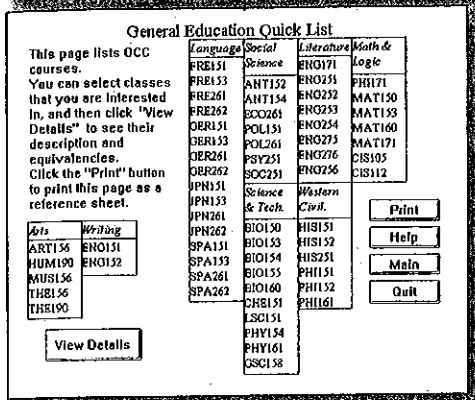 General Education Quick List
This page lists OCC
courses.
You can select classes
that you are interested
in, and then click "View
Details" to see their
description and
equivalencies.
Click the "Print" button
to print this page as a
reference sheet.
Arts
ART156
HUM190
MUS156
THE156
THE190
Writing
ENG151
ENG152
View Details
Language
FRE151
FRE153
FRE261
FRE262
GER151
GER153
GER261
GER262
JPN151
JPN153
JPN261
JPN262
SPA151
SPA153
SPA261
SPA262
Social
Science
ANT152
ANT154
ECO261
POL151
POL261
PSY251
SOC251
Science
& Tech.
BIO150
BIO153
BIO154
BIO155
BIO160
CHE151
LSC151
PHY154
PHY161
GSC158
Literature
ENG171
ENG251
ENG252
ENG253
ENG254
ENG275
ENG276
ENG256
Western
Civil.
HIS151
HIS152
HIS251
PHI151
PHI152
PHI161
Math &
Logic
PHI171
MAT150
MAT153
MAT160
MAT171
CIS105
CIS112
Print
Help
Main
Quit